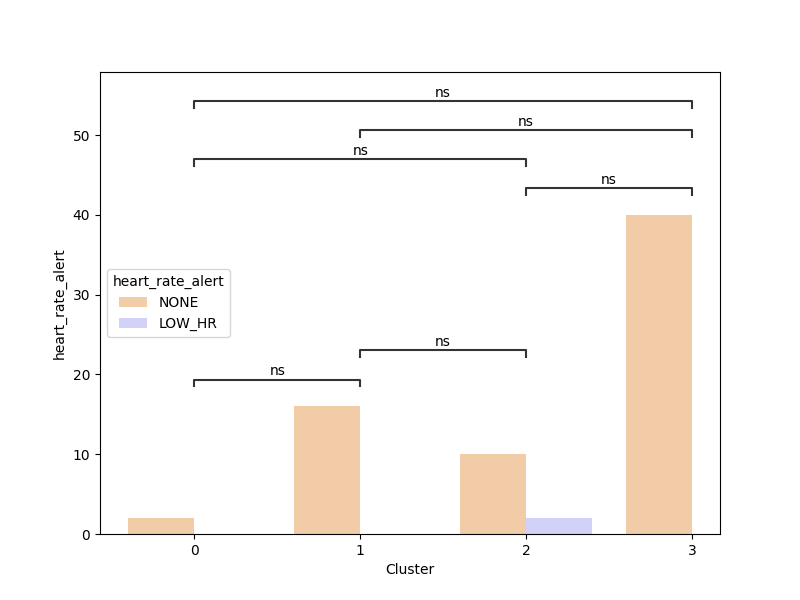 ns
ns
ns
ns
ns
ns
50
40
30
20
10
0
heart_rate_alert
heart_rate_alert
NONE
LOW_HR
0 1 2 3
Cluster